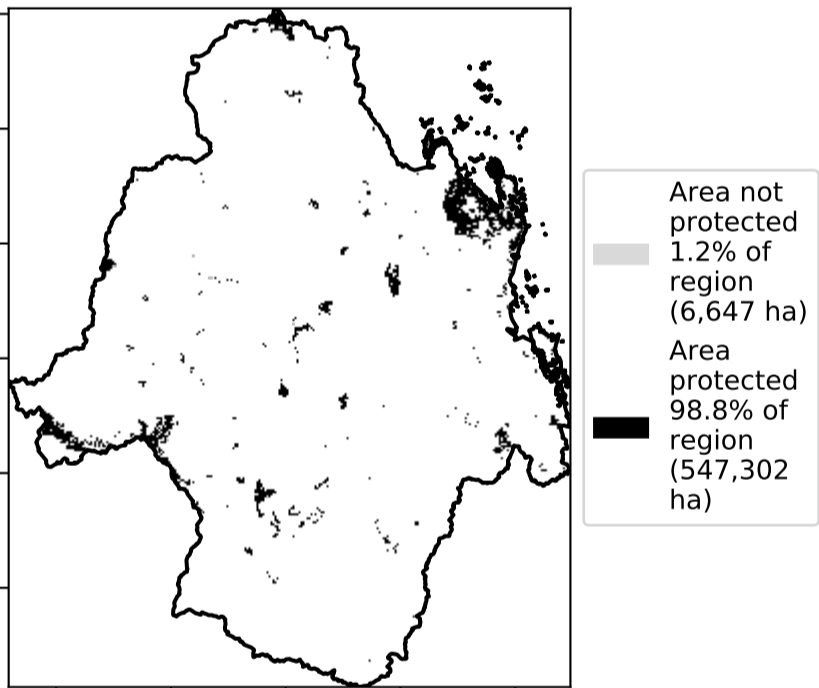 Area not
protected
1.2% of
region
(6,647 ha)
Area
protected
98.8% of
region
(547,302
ha)